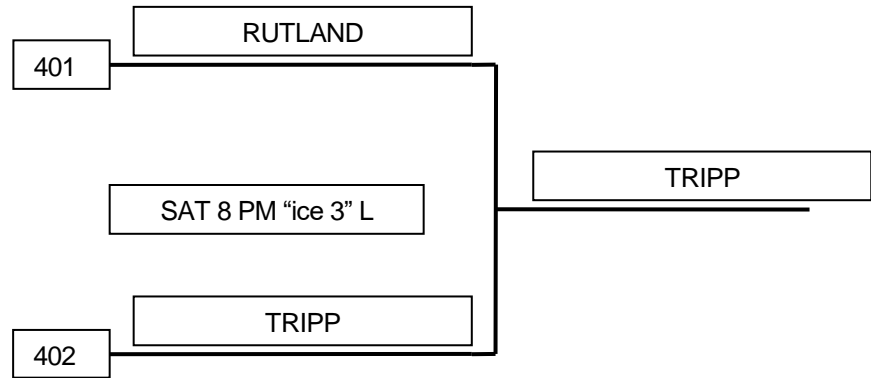 RUTLAND
401
TRIPP
SAT 8 PM “ice 3” L
TRIPP
402